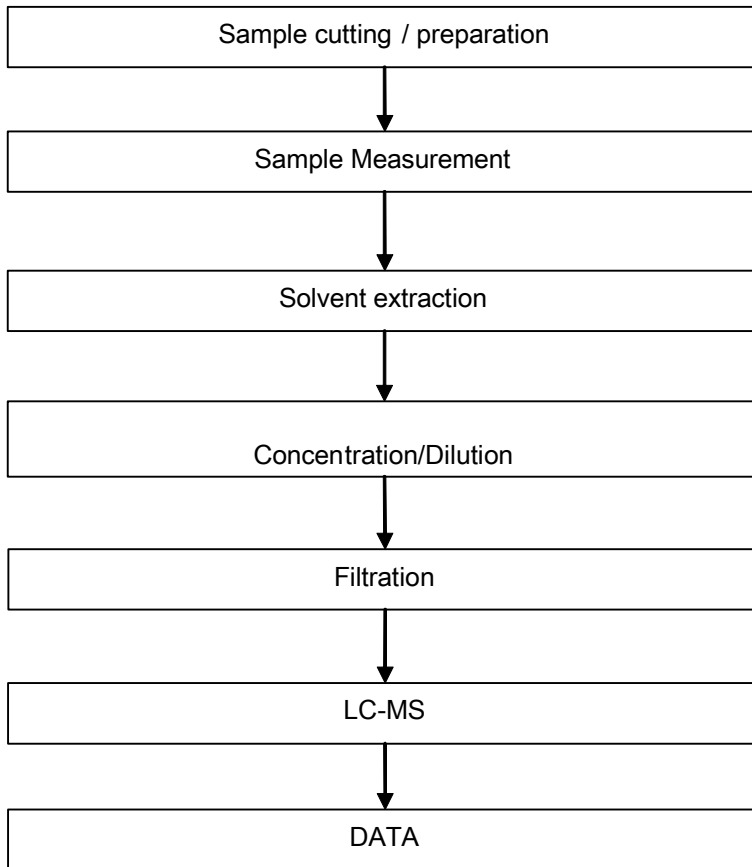 Sample cutting / preparation
Sample Measurement
Solvent extraction
Concentration/Dilution
Filtration
LC-MS
DATA